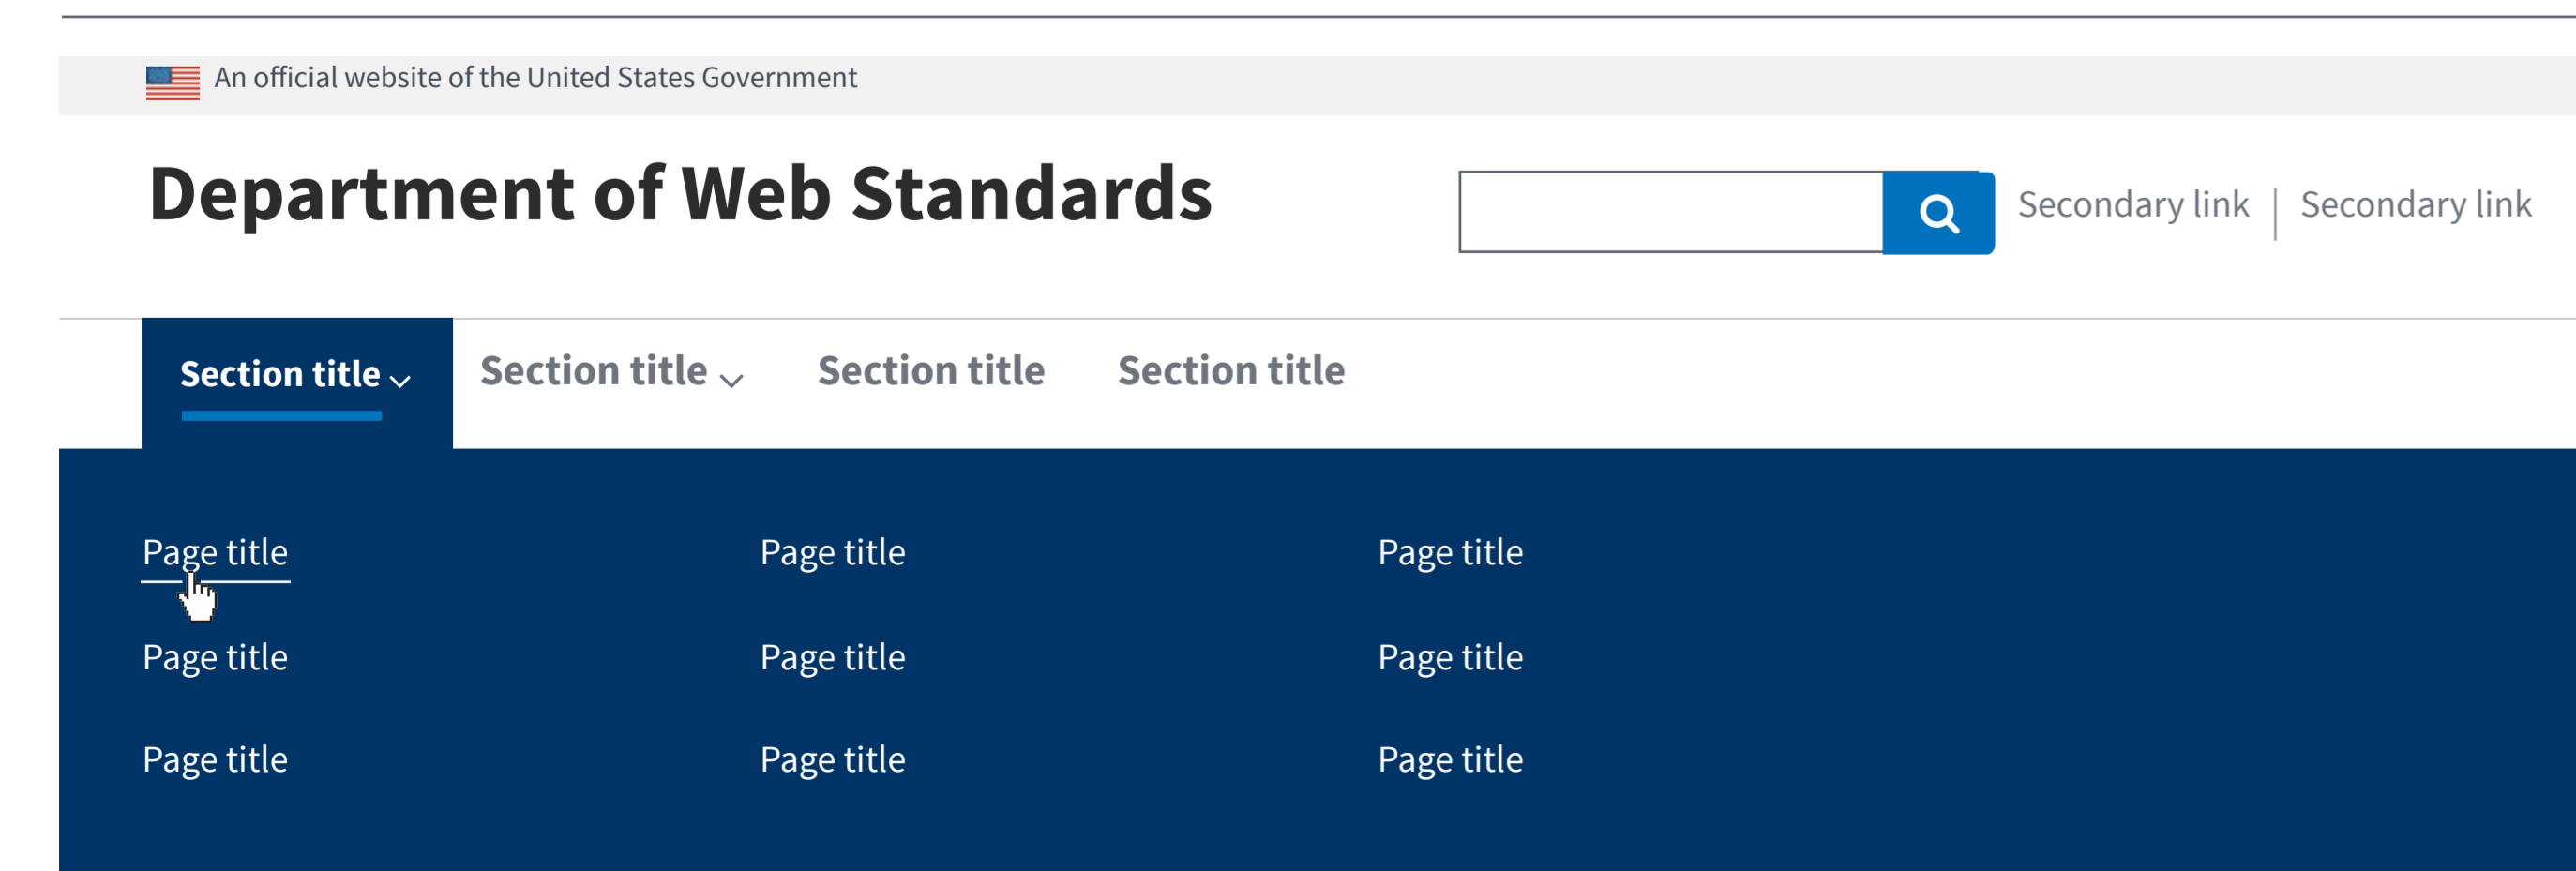 An official website of the United States Government
Department of Web Standards
Secondary link | Secondary link
Section title Section title Section title Section title
Page title Page title Page title
Page title Page title Page title
Page title Page title Page title